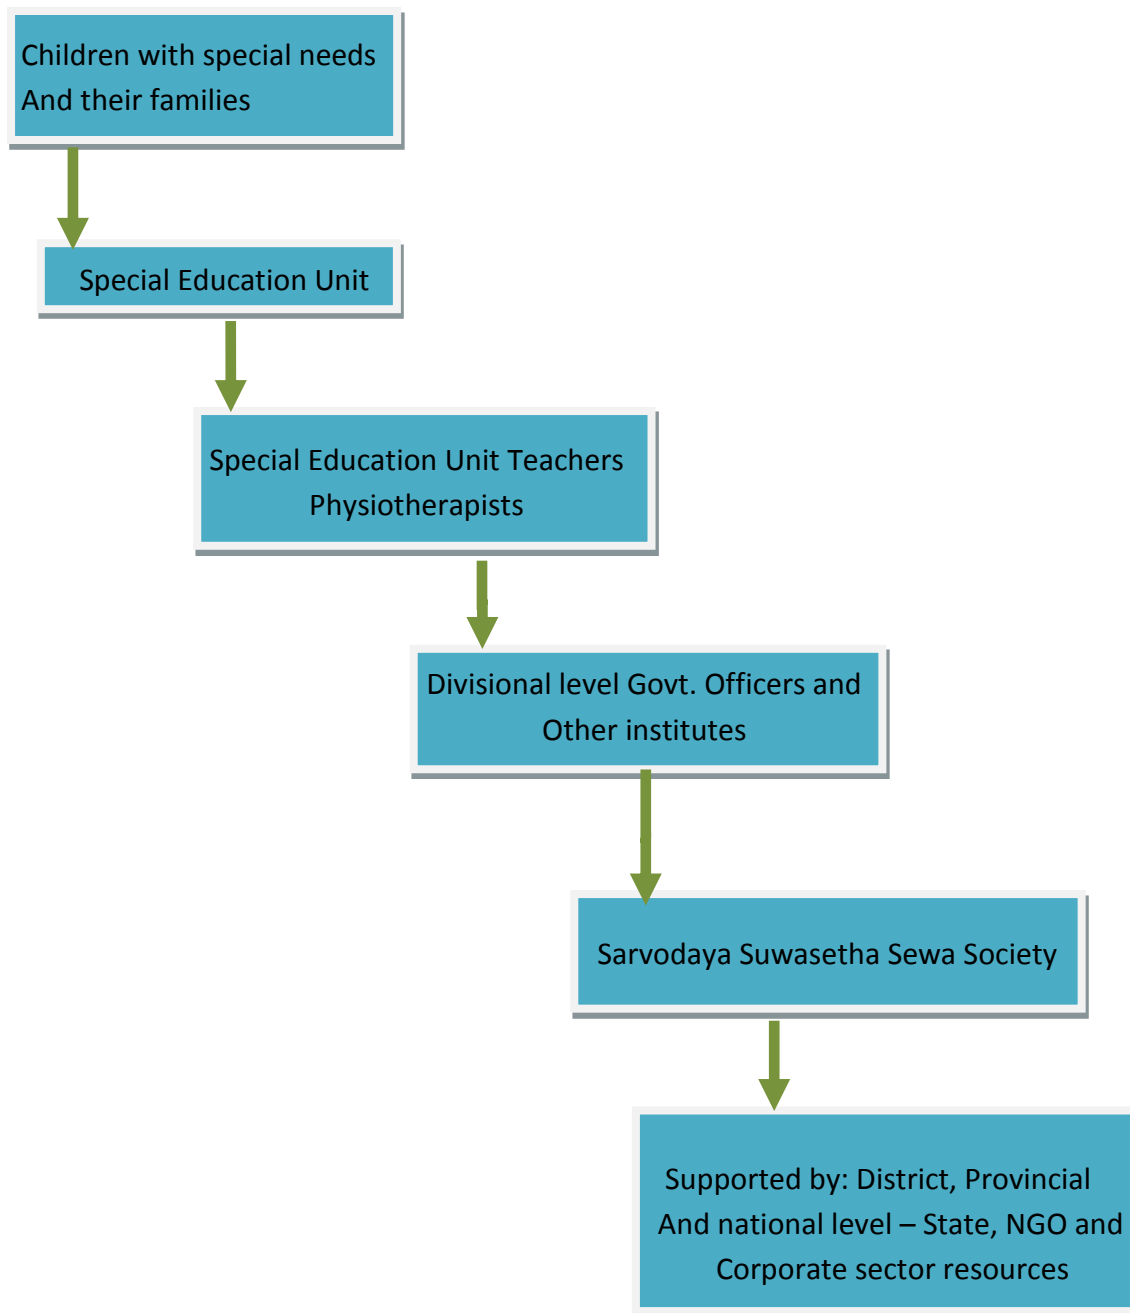 Children with special needs
And their families
Special Education Unit
Special Education Unit Teachers
Physiotherapists
Divisional level Govt. Officers and
Other institutes
Sarvodaya Suwasetha Sewa Society
Supported by: District, Provincial
And national level – State, NGO and
Corporate sector resources